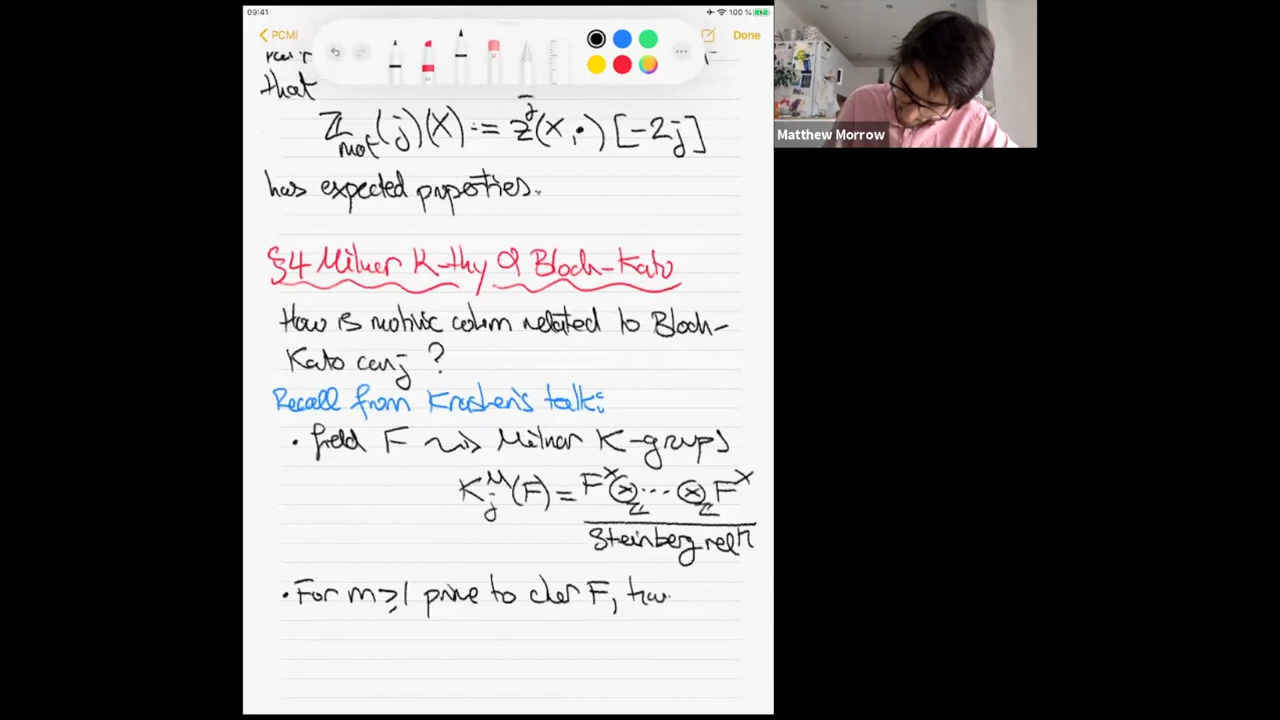 09:41
100 %
PCMI
Done
that
ℤ_mot(j)(X) := z^j(X, •)[-2j]
has expected properties.
§4 Milnor K-thy & Bloch-Kato
How is motivic cohom related to Bloch-
Kato conj ?
Recall from Krashen's talk:
• field F ⇝ Milnor K-groups
K_j^M(F) = F^× ⊗_ℤ ... ⊗_ℤ F^×
Steinberg rel^n
• For m ≥ 1 prime to char F,
Matthew Morrow